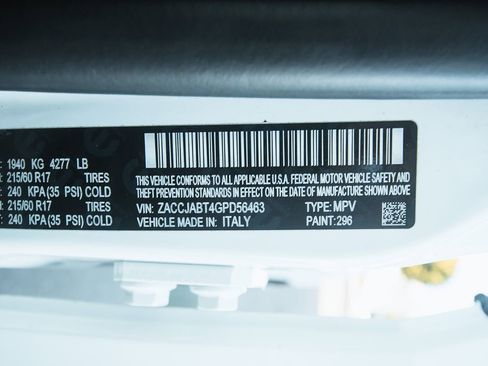 : 1940 KG 4277 LB
: 215/60 R17 TIRES
: 240 KPA(35 PSI) COLD
: 215/60 R17 TIRES
: 240 KPA(35 PSI) COLD
THIS VEHICLE CONFORMS TO ALL APPLICABLE U.S.A. FEDERAL MOTOR VEHICLE SAFETY AND
THEFT PREVENTION STANDARDS IN EFFECT ON THE DATE OF MANUFACTURE SHOWN ABOVE.
VIN: ZACCJABT4GPD56463 TYPE: MPV
VEHICLE MADE IN: ITALY PAINT: 296